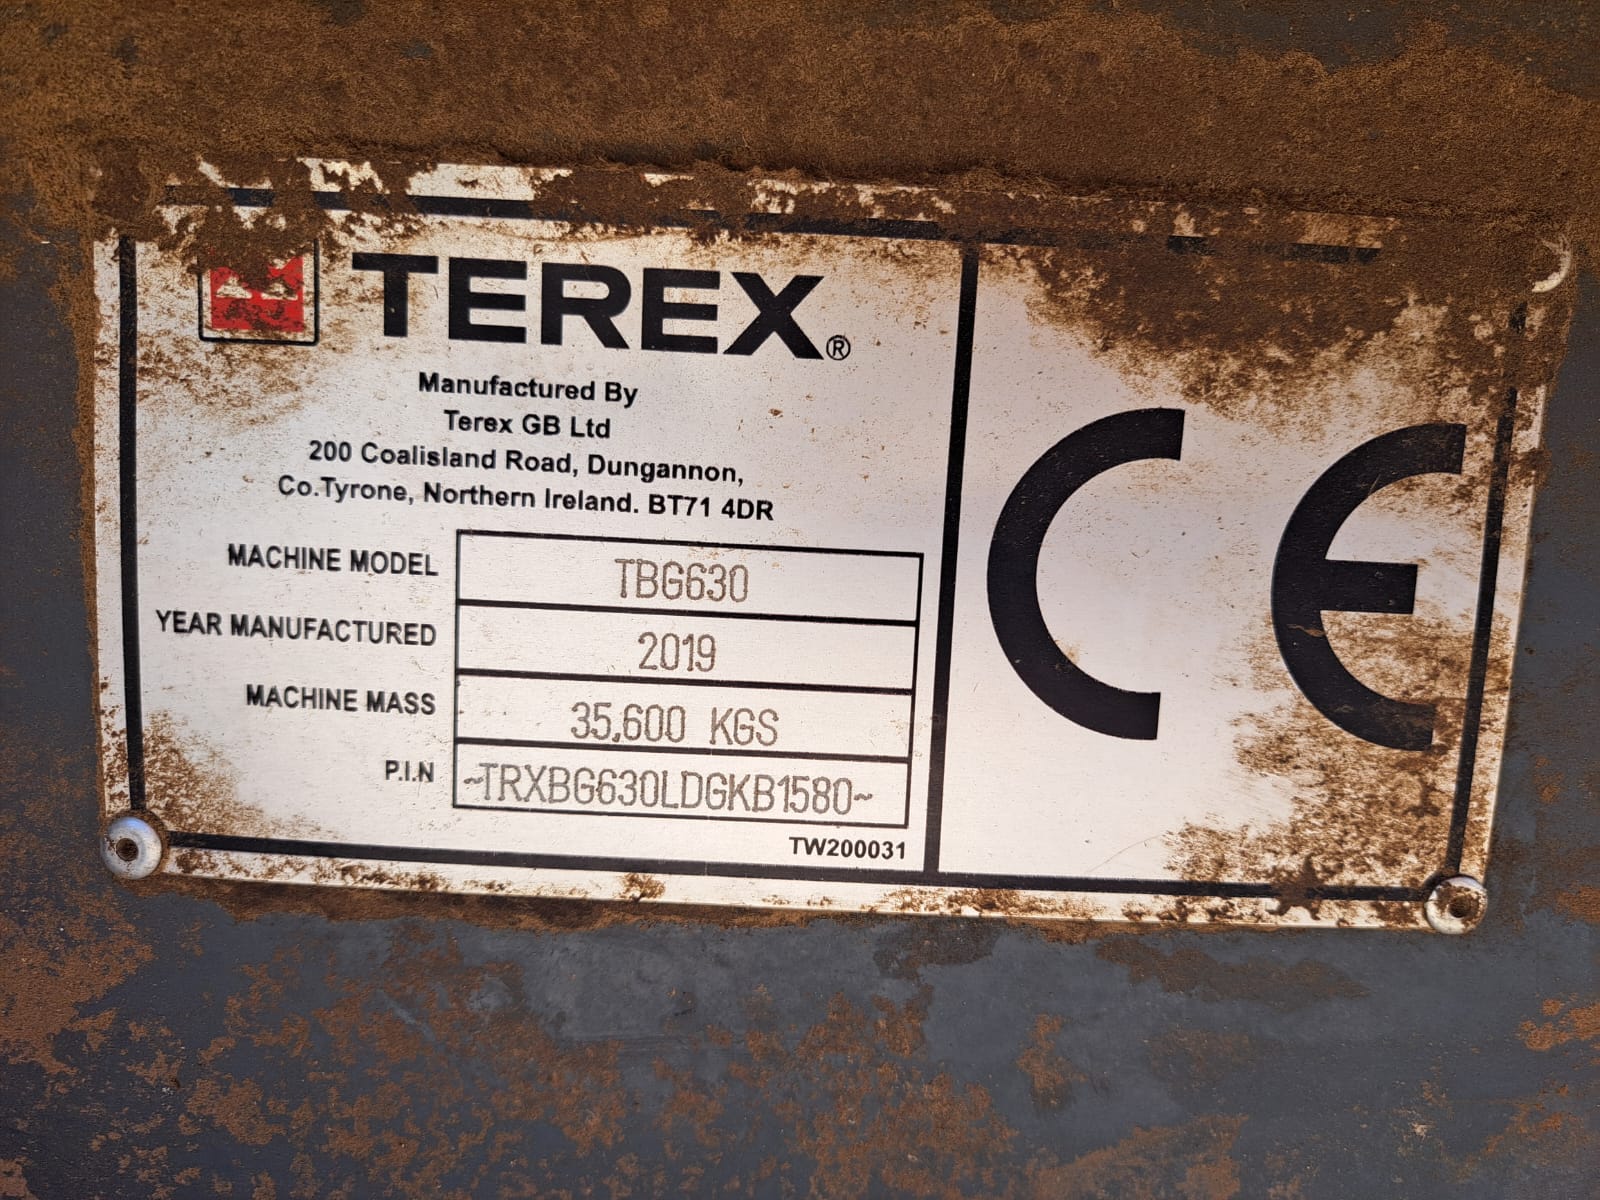 TEREX®
Manufactured By
Terex GB Ltd
200 Coalisland Road, Dungannon,
Co.Tyrone, Northern Ireland. BT71 4DR
MACHINE MODEL TBG630
YEAR MANUFACTURED 2019
MACHINE MASS 35,600 KGS
P.I.N ~TRXBG630LDGKB1580~
TW200031
CE